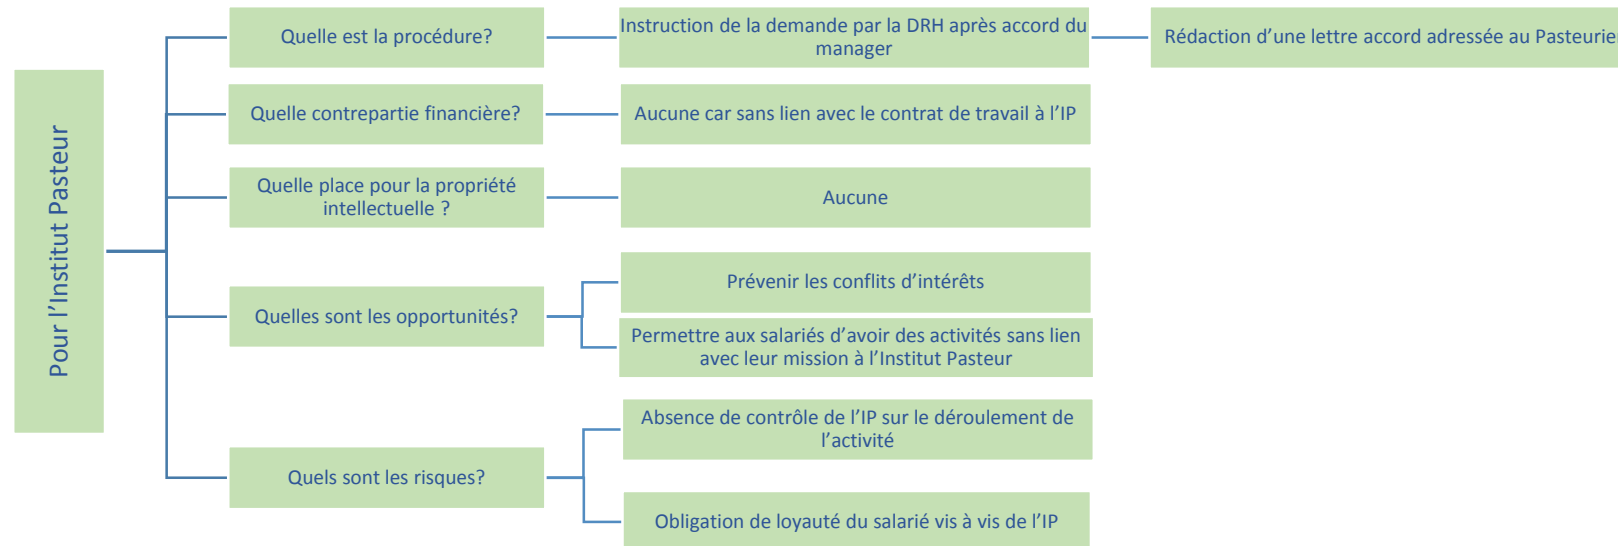 Pour l'Institut Pasteur
Quelle est la procédure?
Instruction de la demande par la DRH après accord du
manager
Rédaction d'une lettre accord adressée au Pasteurie
Quelle contrepartie financière?
Aucune car sans lien avec le contrat de travail à l'IP
Quelle place pour la propriété
intellectuelle ?
Aucune
Quelles sont les opportunités?
Prévenir les conflits d'intérêts
Permettre aux salariés d'avoir des activités sans lien
avec leur mission à l'Institut Pasteur
Quels sont les risques?
Absence de contrôle de l'IP sur le déroulement de
l'activité
Obligation de loyauté du salarié vis à vis de l'IP